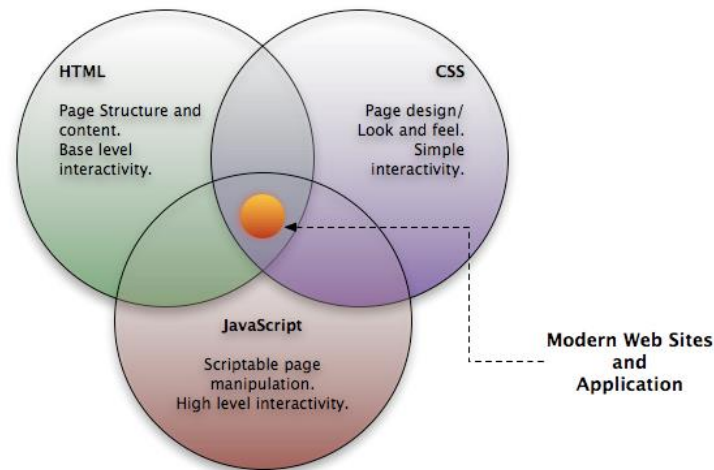 HTML
Page Structure and
content.
Base level
interactivity.
CSS
Page design/
Look and feel.
Simple
interactivity.
JavaScript
Scriptable page
manipulation.
High level interactivity.
Modern Web Sites
and
Application